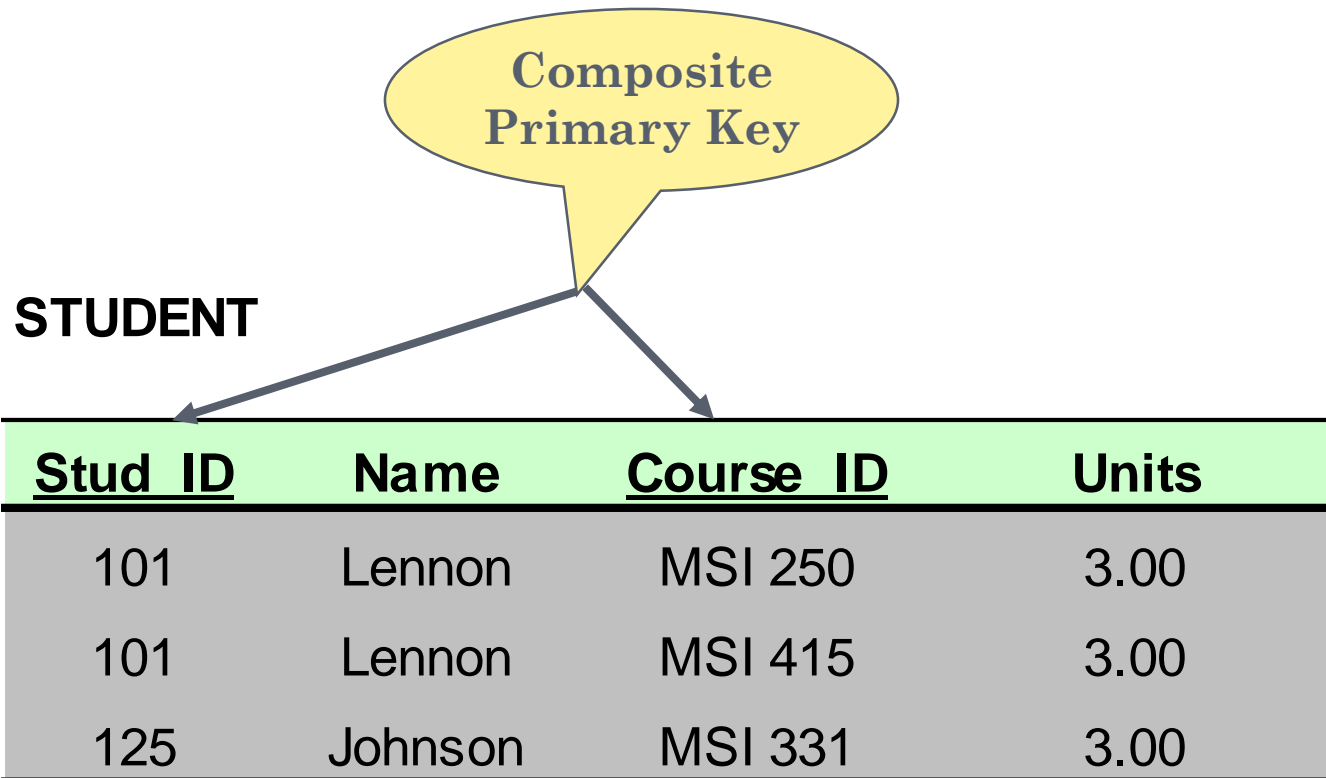 Composite
Primary Key
STUDENT
Stud_ID Name Course_ID Units
101 Lennon MSI 250 3.00
101 Lennon MSI 415 3.00
125 Johnson MSI 331 3.00